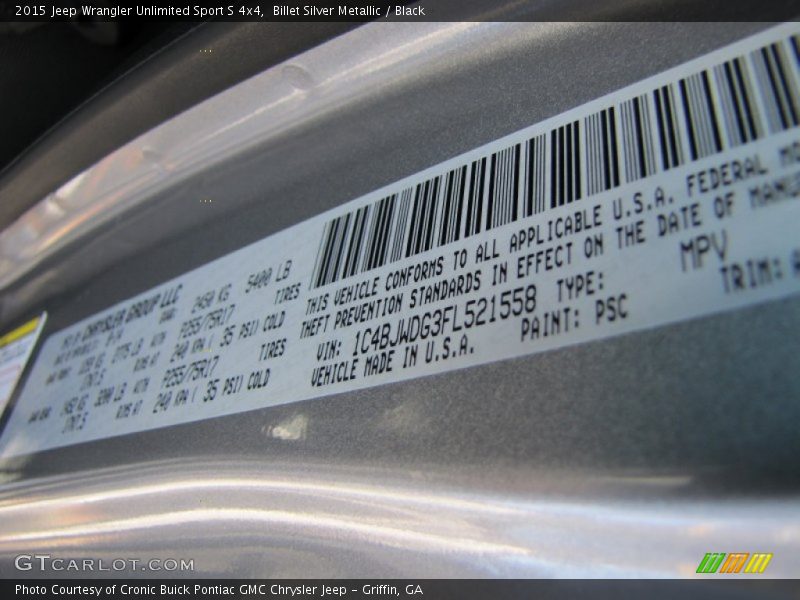 2015 Jeep Wrangler Unlimited Sport S 4x4, Billet Silver Metallic / Black
CHRYSLER GROUP LLC
2450 KG 5400 LB
P255/75R17 TIRES
240 KPA ( 35 PSI) COLD
P255/75R17 TIRES
240 KPA ( 35 PSI) COLD
THIS VEHICLE CONFORMS TO ALL APPLICABLE U.S.A. FEDERAL
THEFT PREVENTION STANDARDS IN EFFECT ON THE DATE OF
VIN: 1C4BJWDG3FL521558 TYPE: MPV
VEHICLE MADE IN U.S.A. PAINT: PSC TRIM:
GTCARLOT.COM
Photo Courtesy of Cronic Buick Pontiac GMC Chrysler Jeep - Griffin, GA